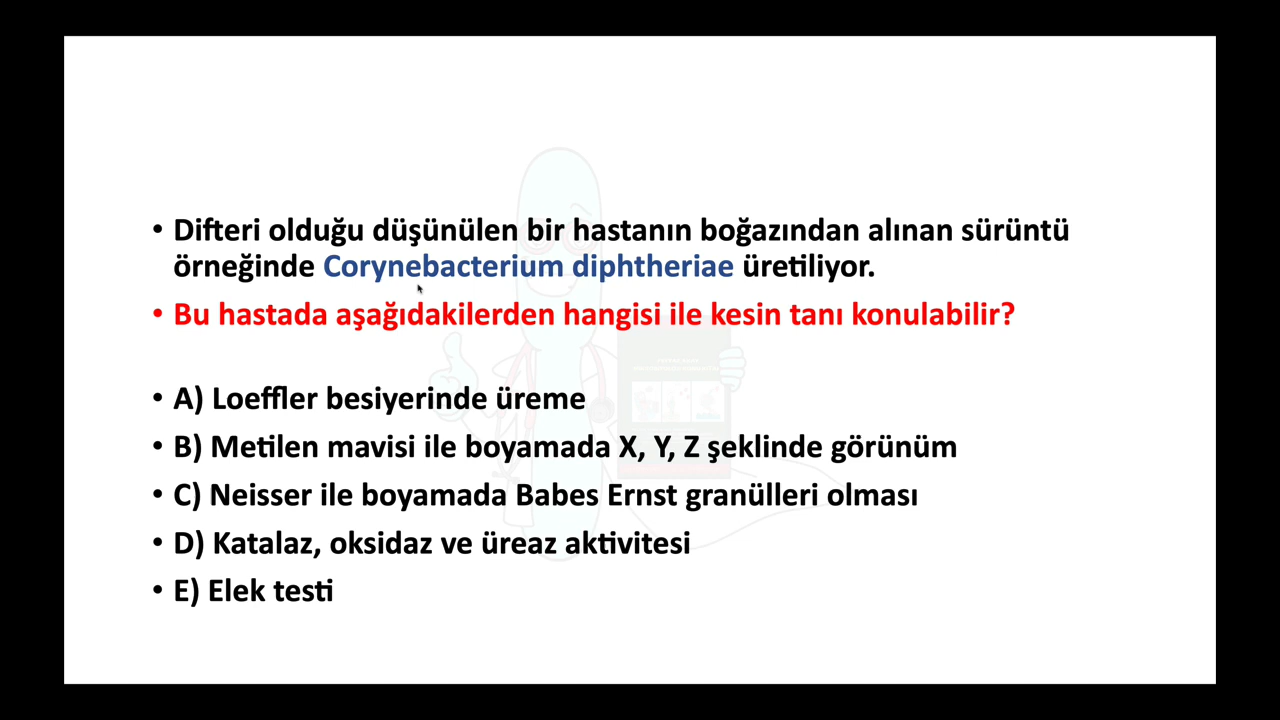 • Difteri olduğu düşünülen bir hastanın boğazından alınan sürüntü
örneğinde Corynebacterium diphtheriae üretiliyor.
• Bu hastada aşağıdakilerden hangisi ile kesin tanı konulabilir?
• A) Loeffler besiyerinde üreme
• B) Metilen mavisi ile boyamada X, Y, Z şeklinde görünüm
• C) Neisser ile boyamada Babes Ernst granülleri olması
• D) Katalaz, oksidaz ve üreaz aktivitesi
• E) Elek testi